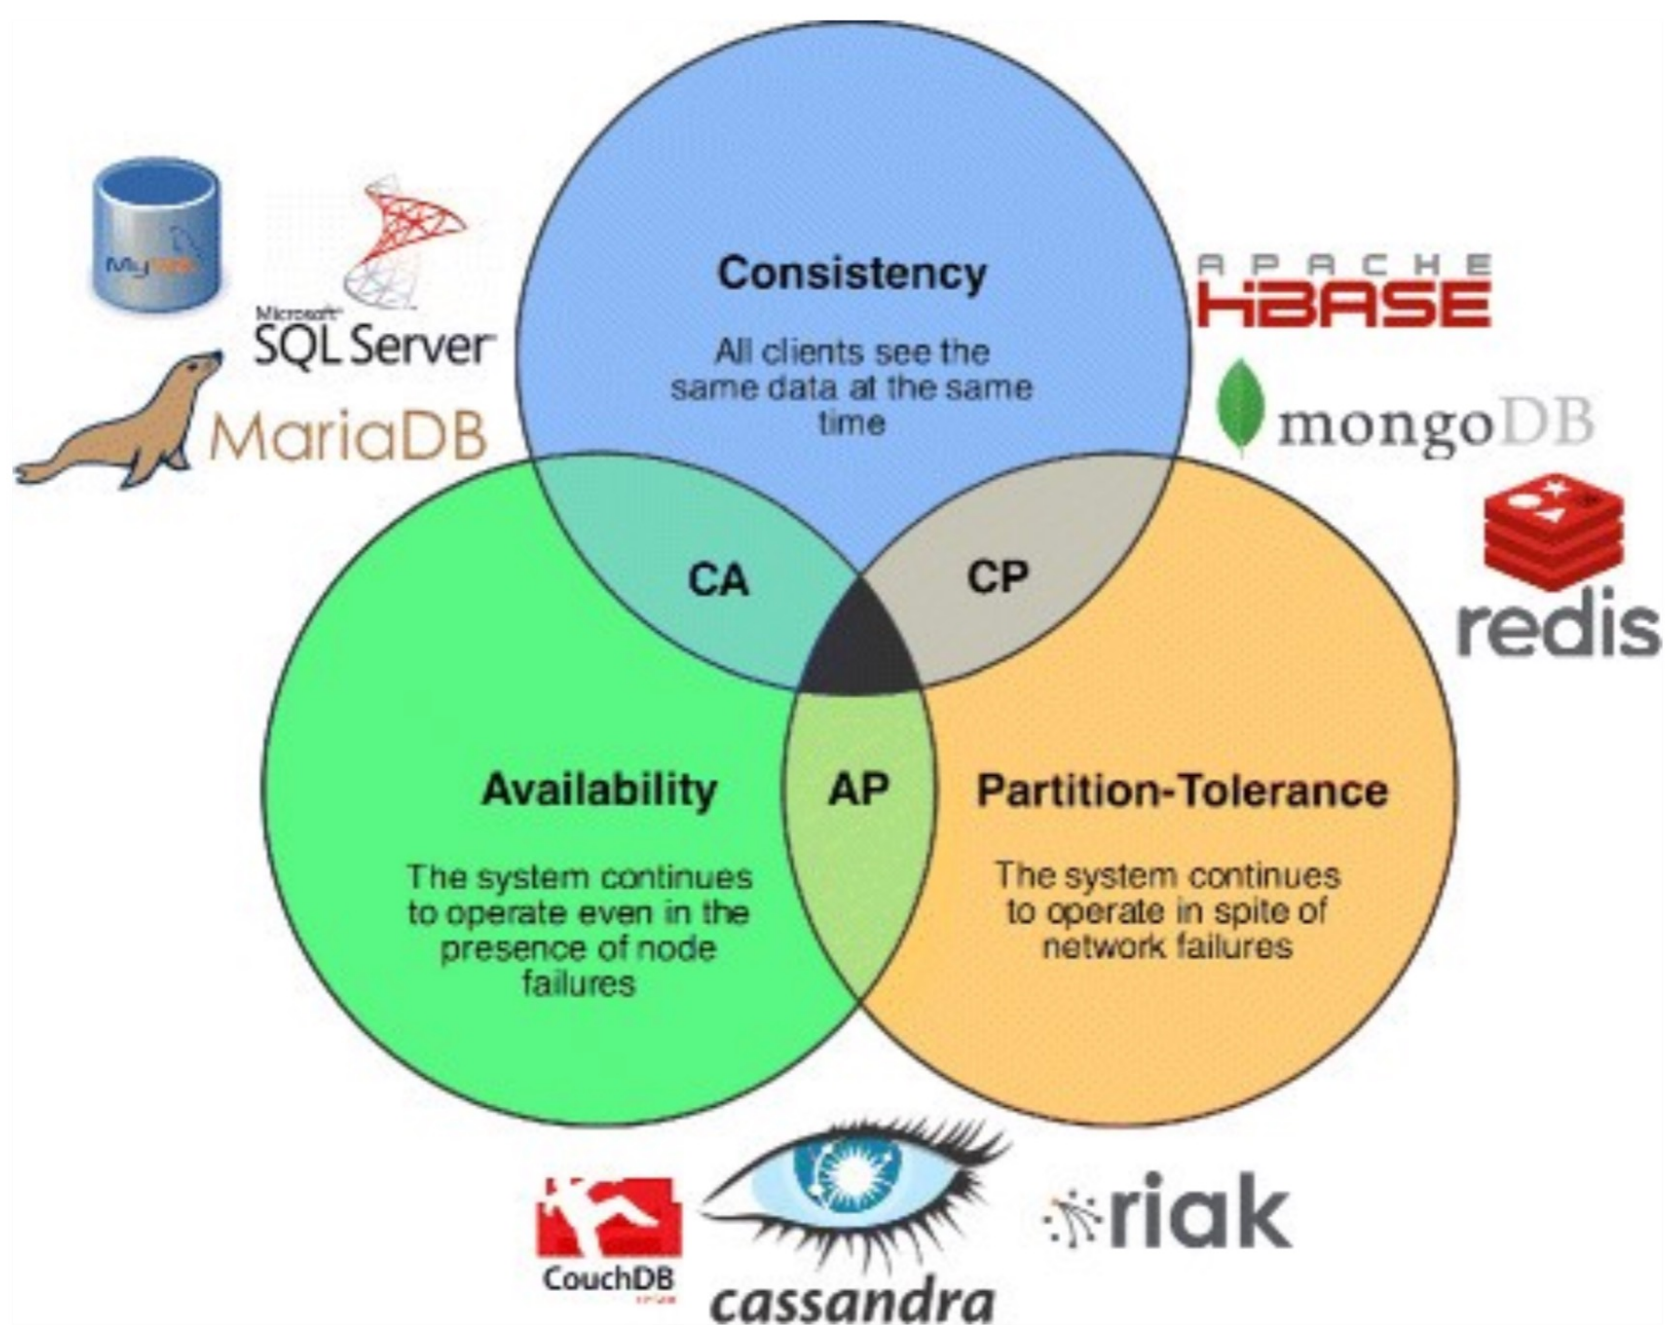 MySQL
Microsoft
SQL Server
MariaDB
Consistency
All clients see the
same data at the same
time
APACHE
HBASE
mongoDB
redis
CA
CP
Availability
The system continues
to operate even in the
presence of node
failures
AP
Partition-Tolerance
The system continues
to operate in spite of
network failures
CouchDB
cassandra
riak